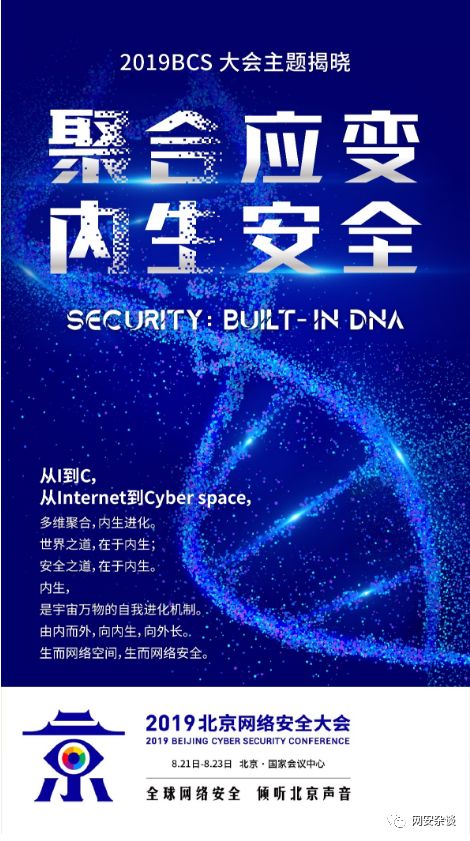 2019BCS 大会主题揭晓
聚合应变
内生安全
SECURITY: BUILT-IN DNA
从I到C,
从Internet到Cyber space,
多维聚合,内生进化。
世界之道,在于内生;
安全之道,在于内生。
内生,
是宇宙万物的自我进化机制。
由内而外,向内生,向外长。
生而网络空间,生而网络安全。
2019北京网络安全大会
2019 BEIJING CYBER SECURITY CONFERENCE
8.21日-8.23日 北京·国家会议中心
全球网络安全 倾听北京声音
网安杂谈